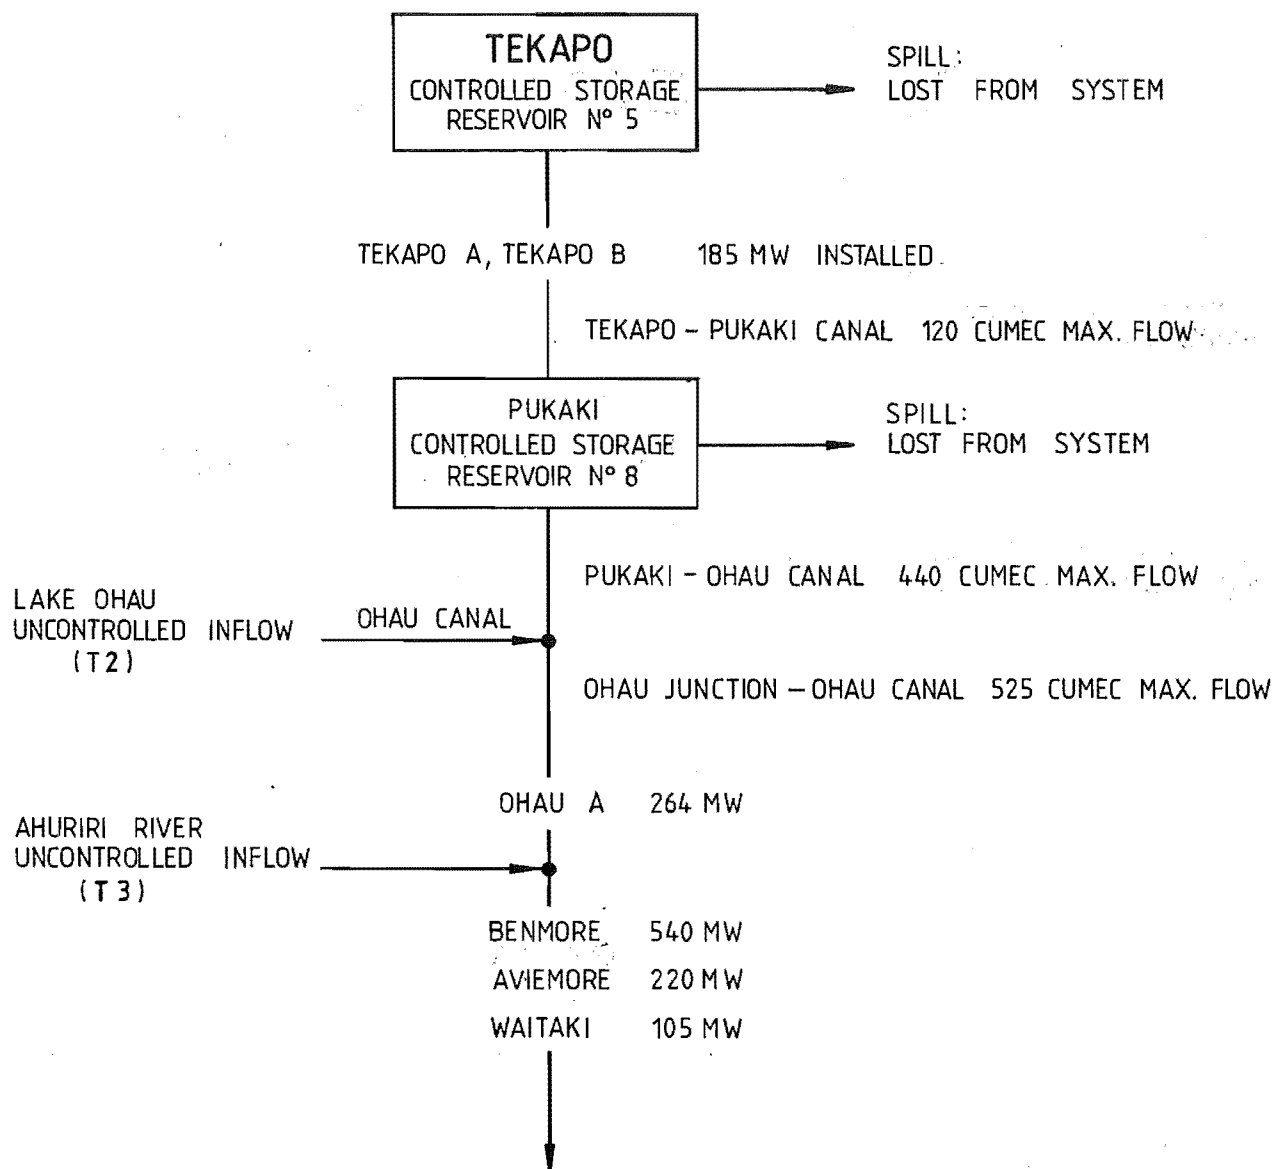 TEKAPO
CONTROLLED STORAGE
RESERVOIR Nº 5
SPILL:
LOST FROM SYSTEM
TEKAPO A, TEKAPO B 185 MW INSTALLED
TEKAPO - PUKAKI CANAL 120 CUMEC MAX. FLOW
PUKAKI
CONTROLLED STORAGE
RESERVOIR Nº 8
SPILL:
LOST FROM SYSTEM
PUKAKI - OHAU CANAL 440 CUMEC MAX. FLOW
LAKE OHAU
UNCONTROLLED INFLOW
(T2)
OHAU CANAL
OHAU JUNCTION - OHAU CANAL 525 CUMEC MAX. FLOW
OHAU A 264 MW
AHURIRI RIVER
UNCONTROLLED INFLOW
(T3)
BENMORE 540 MW
AVIEMORE 220 MW
WAITAKI 105 MW